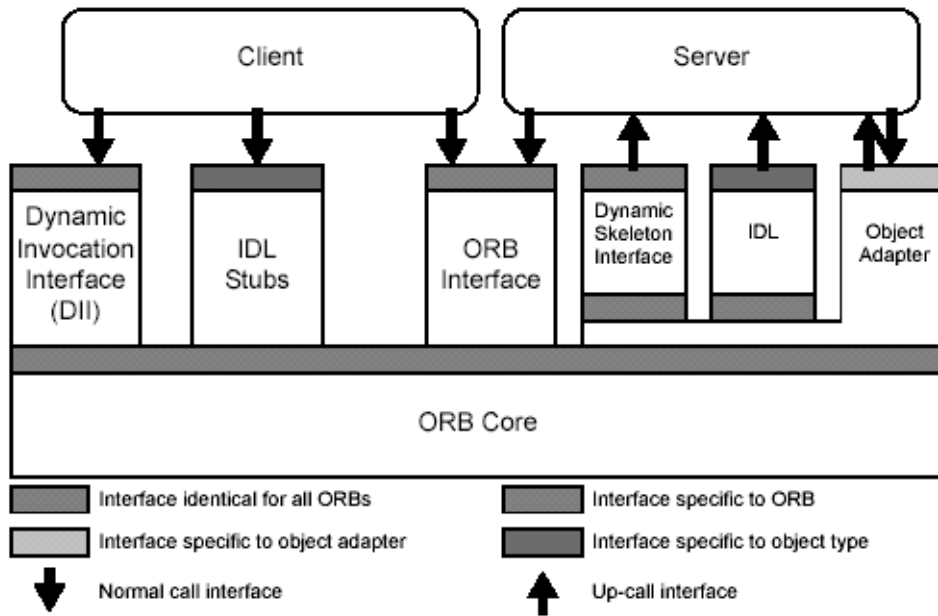 Client
Server
Dynamic
Invocation
Interface
(DII)
IDL
Stubs
ORB
Interface
Dynamic
Skeleton
Interface
IDL
Object
Adapter
ORB Core
Interface identical for all ORBs
Interface specific to ORB
Interface specific to object adapter
Interface specific to object type
Normal call interface
Up-call interface